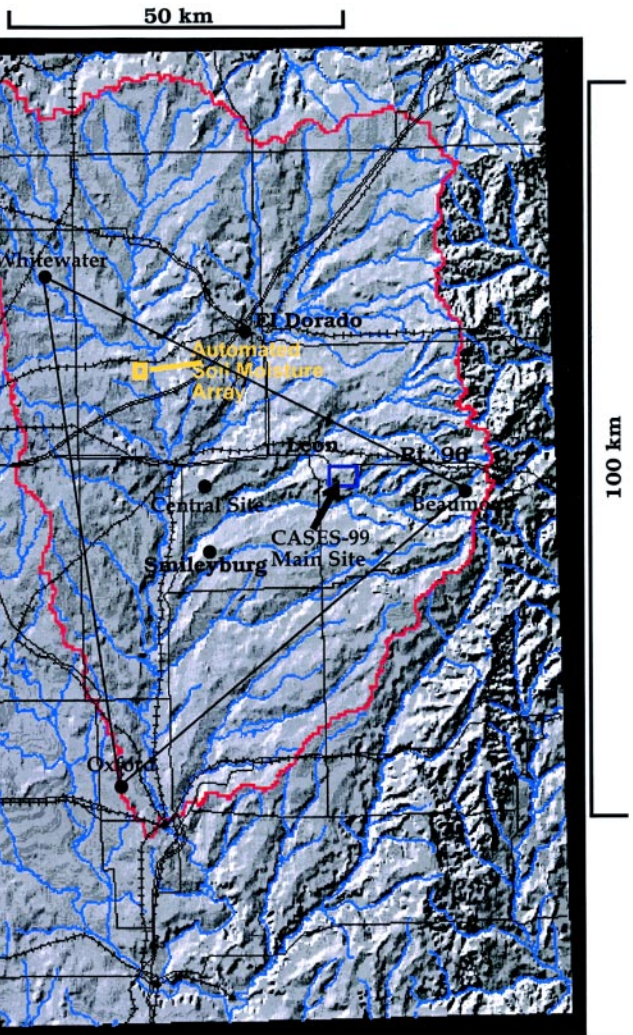 50 km
100 km
Whitewater
El Dorado
Automated
Soil Moisture
Array
Leon
Rt. 96
Central Site
Beaumont
CASES-99
Main Site
Smileyburg
Oxford